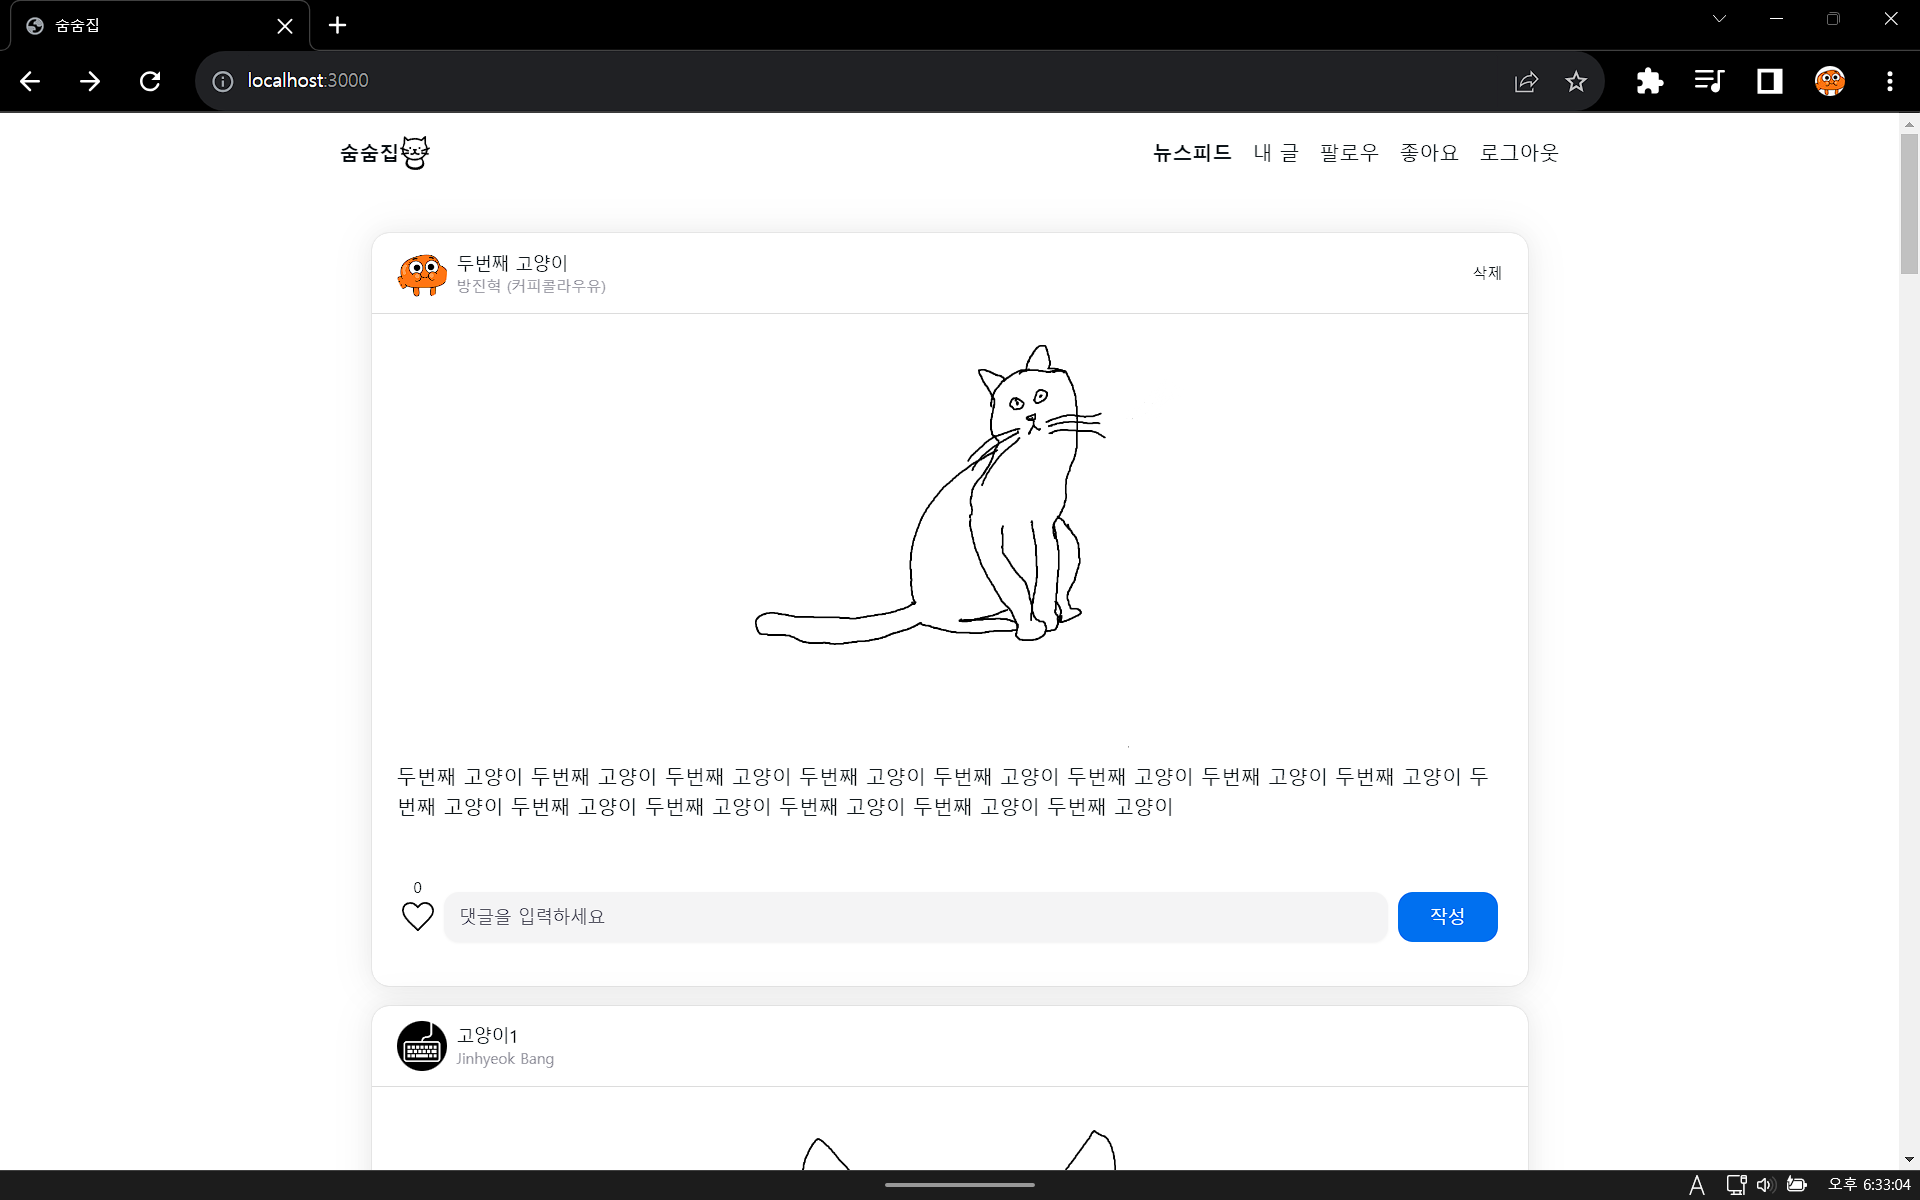 숨숨집
localhost:3000
숨숨집
뉴스피드 내 글 팔로우 좋아요 로그아웃
두번째 고양이
방진혁 (커피콜라우유)
삭제
두번째 고양이 두번째 고양이 두번째 고양이 두번째 고양이 두번째 고양이 두번째 고양이 두번째 고양이 두번째 고양이 두
번째 고양이 두번째 고양이 두번째 고양이 두번째 고양이 두번째 고양이 두번째 고양이
0
댓글을 입력하세요
작성
고양이1
Jinhyeok Bang
A
오후 6:33:04